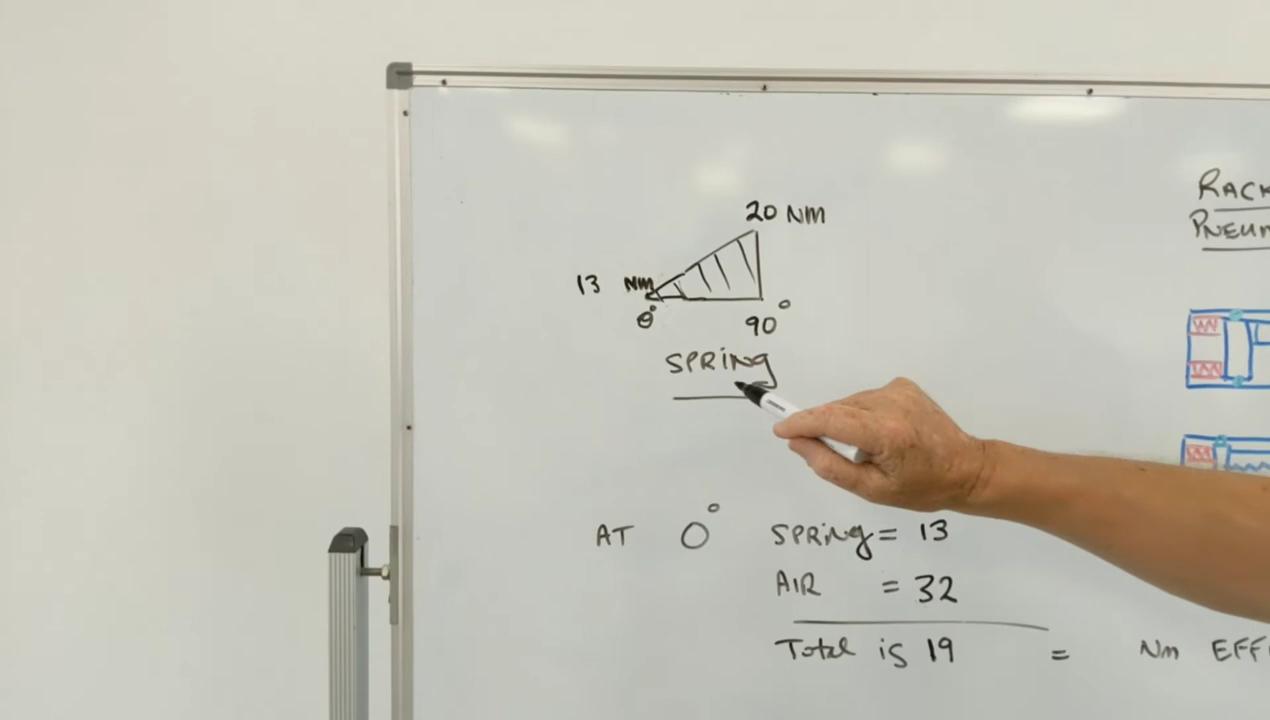 20 NM
13 NM
0°
90°
SPRING
RACK
PNEUM
AT 0° SPRING = 13
AIR = 32
Total is 19 = Nm EFF